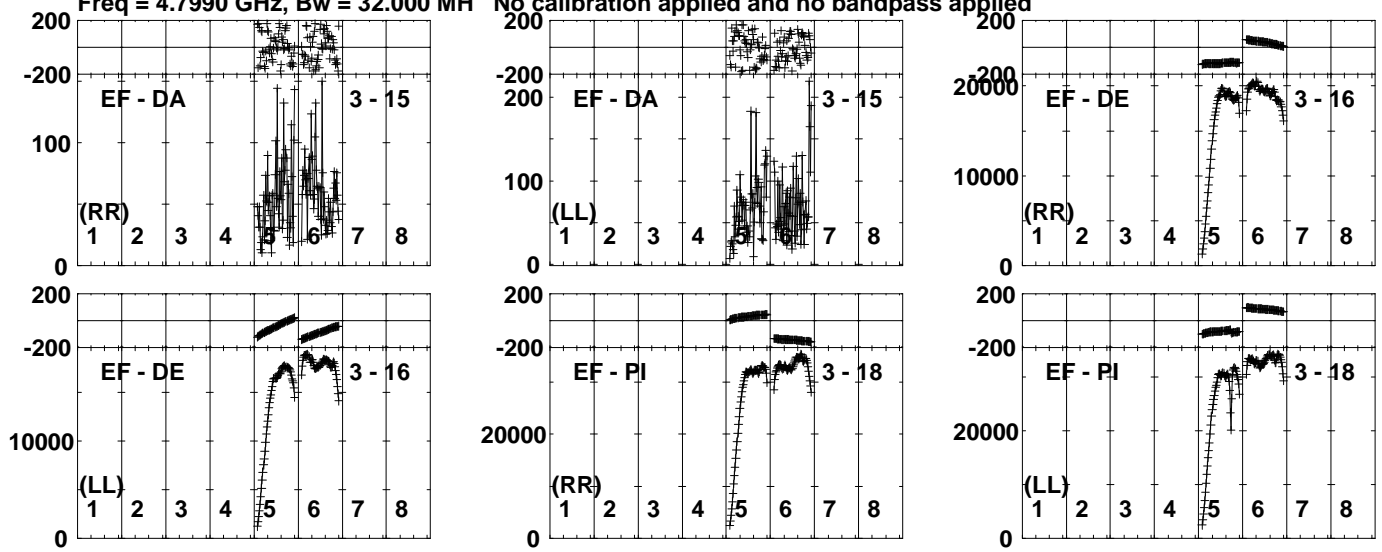 Freq = 4.7990 GHz, Bw = 32.000 MH No calibration applied and no bandpass applied
200
-200
EF - DA 3 - 15
100
(RR)
1 2 3 4 5 6 7 8
0
200
-200
200
EF - DA 3 - 15
100
(LL)
1 2 3 4 5 6 7 8
0
200
-200
20000
EF - DE 3 - 16
10000
(RR)
1 2 3 4 5 6 7 8
0
200
-200
EF - DE 3 - 16
10000
(LL)
1 2 3 4 5 6 7 8
0
200
-200
EF - PI 3 - 18
20000
(RR)
1 2 3 4 5 6 7 8
0
200
-200
EF - PI 3 - 18
20000
(LL)
1 2 3 4 5 6 7 8
0